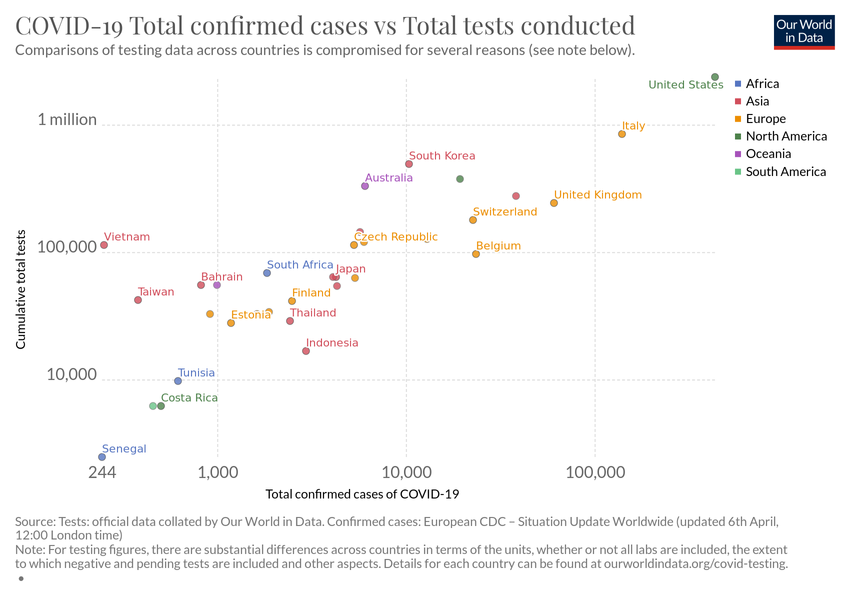 COVID-19 Total confirmed cases vs Total tests conducted
Comparisons of testing data across countries is compromised for several reasons (see note below).
Our World
in Data
United States
Africa
Asia
Europe
North America
Oceania
South America
1 million
Italy
South Korea
Australia
United Kingdom
Switzerland
Vietnam
Czech Republic
100,000
Belgium
South Africa
Japan
Bahrain
Taiwan
Finland
Estonia
Thailand
Indonesia
Cumulative total tests
10,000
Tunisia
Costa Rica
Senegal
244
1,000
10,000
100,000
Total confirmed cases of COVID-19
Source: Tests: official data collated by Our World in Data. Confirmed cases: European CDC – Situation Update Worldwide (updated 6th April,
12:00 London time)
Note: For testing figures, there are substantial differences across countries in terms of the units, whether or not all labs are included, the extent
to which negative and pending tests are included and other aspects. Details for each country can be found at ourworldindata.org/covid-testing.